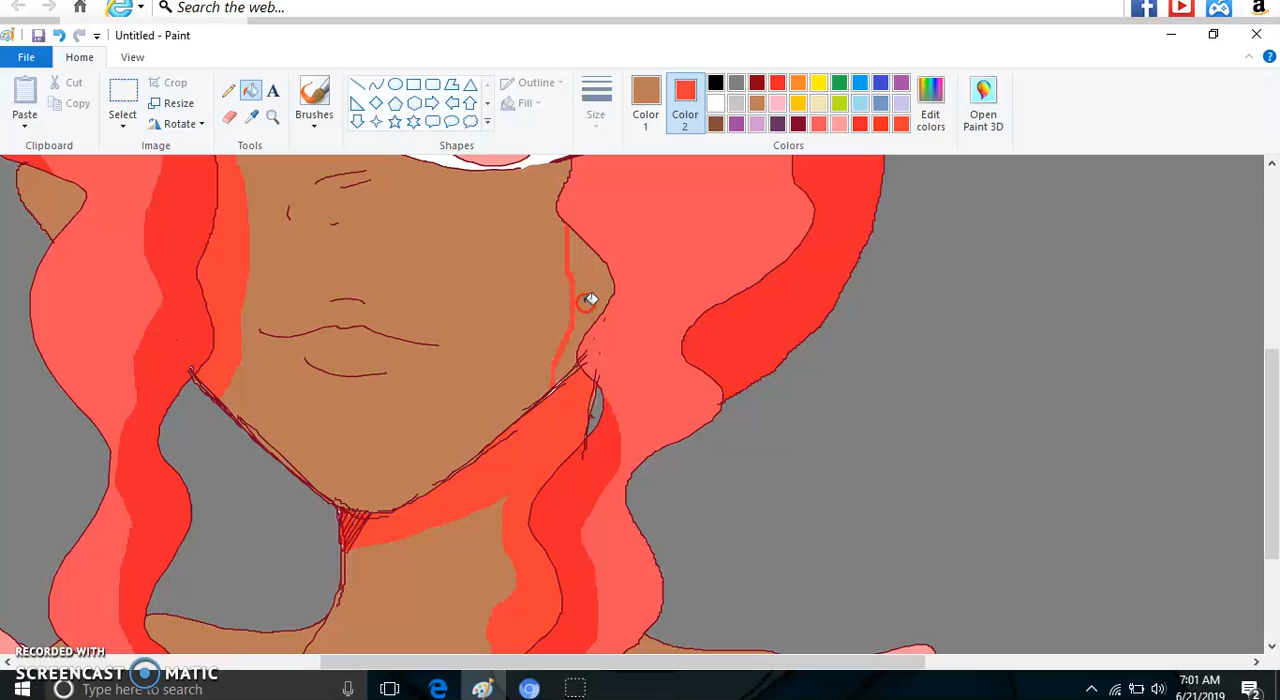 Search the web...
Untitled - Paint
File Home View
Paste
Cut
Copy
Clipboard
Select
Crop
Resize
Rotate
Image
A
Tools
Brushes
Outline
Fill
Shapes
Size
Color 1
Color 2
Edit colors
Open Paint 3D
Colors
RECORDED WITH
SCREENCAST MATIC
Type here to search
7:01 AM
6/21/2019
2